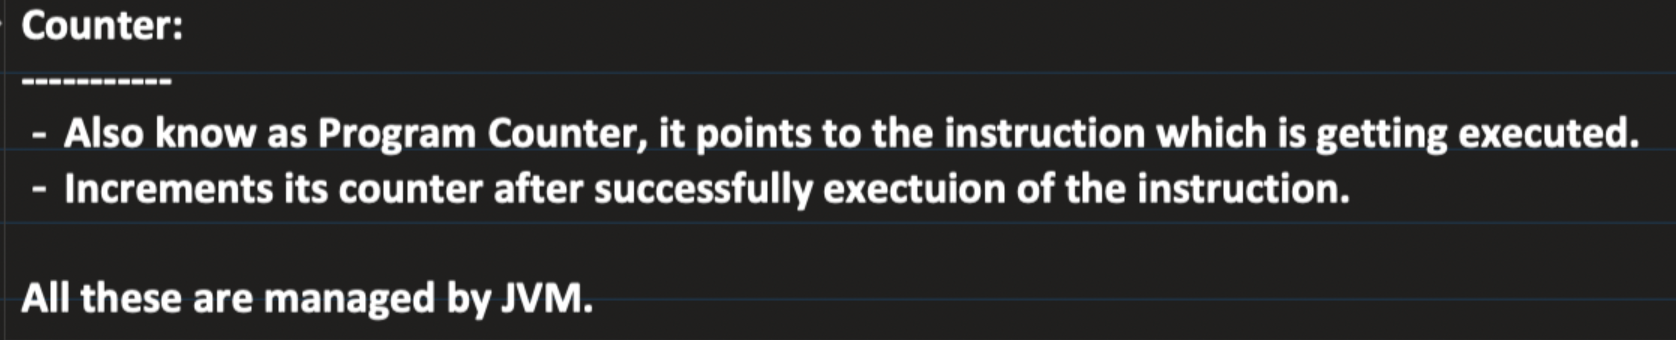 Counter:
-----------
- Also know as Program Counter, it points to the instruction which is getting executed.
- Increments its counter after successfully exectuion of the instruction.
All these are managed by JVM.